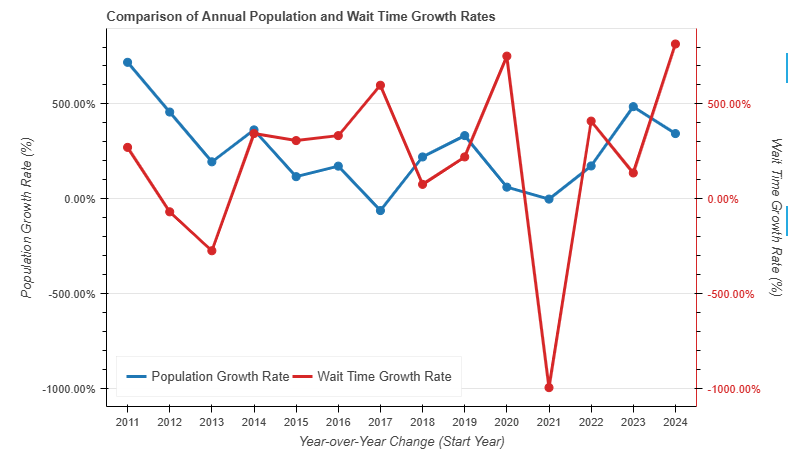 Comparison of Annual Population and Wait Time Growth Rates
500.00%
0.00%
-500.00%
-1000.00%
Population Growth Rate (%)
500.00%
0.00%
-500.00%
-1000.00%
Wait Time Growth Rate (%)
Population Growth Rate
Wait Time Growth Rate
2011 2012 2013 2014 2015 2016 2017 2018 2019 2020 2021 2022 2023 2024
Year-over-Year Change (Start Year)